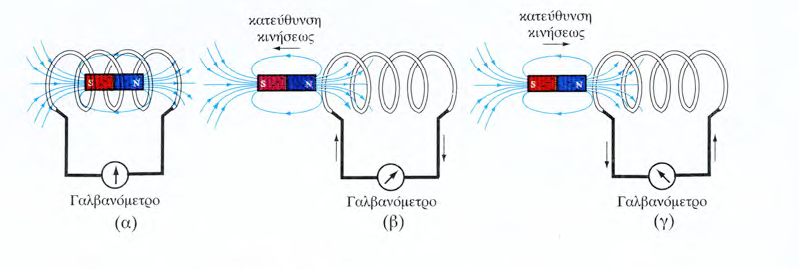 S N
Γαλβανόμετρο
(α)
κατεύθυνση
κινήσεως
S N
Γαλβανόμετρο
(β)
κατεύθυνση
κινήσεως
S N
Γαλβανόμετρο
(γ)